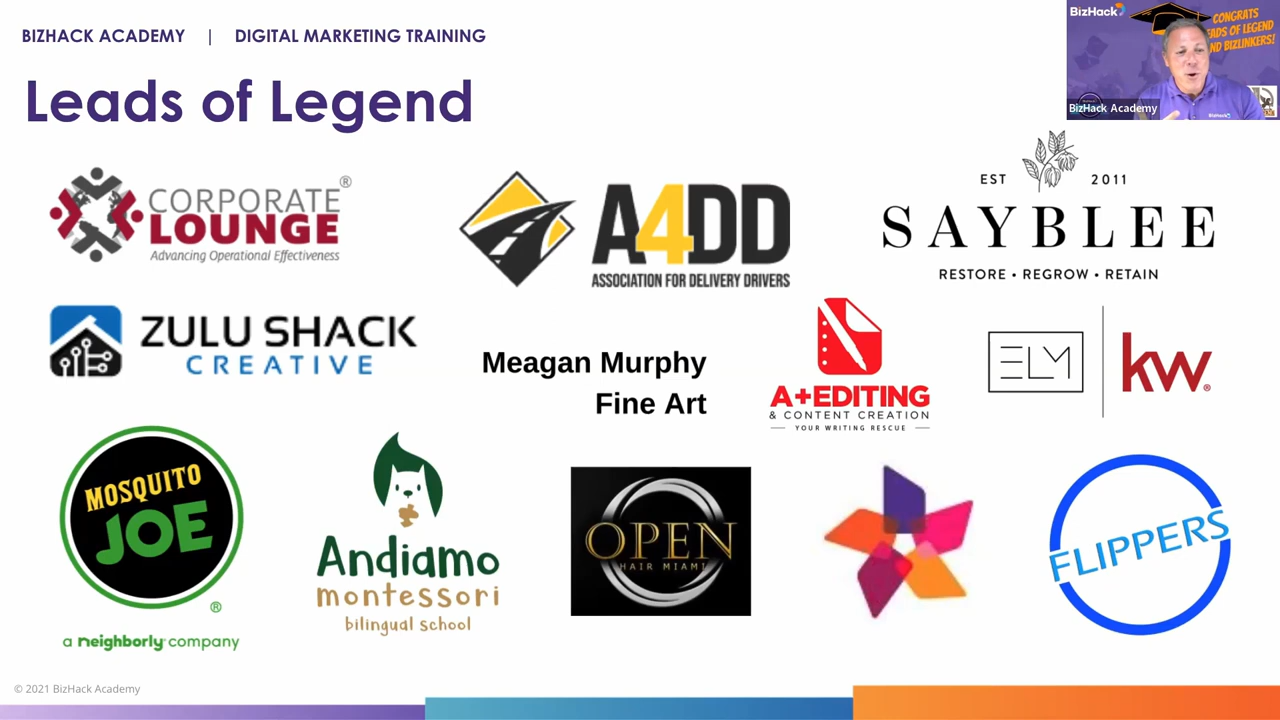 BIZHACK ACADEMY | DIGITAL MARKETING TRAINING
BizHack
CONGRATS
LEADS OF LEGEND
AND BIZLINKERS!
BizHack Academy
BizHack
Leads of Legend
CORPORATE®
LOUNGE
Advancing Operational Effectiveness
A4DD
ASSOCIATION FOR DELIVERY DRIVERS
EST 2011
SAYBLEE
RESTORE • REGROW • RETAIN
ZULU SHACK
CREATIVE
Meagan Murphy
Fine Art
A+EDITING
& CONTENT CREATION
YOUR WRITING RESCUE
ELM
kw®
MOSQUITO
JOE
®
a neighborly company
Andiamo
montessori
bilingual school
OPEN
HAIR MIAMI
FLIPPERS
© 2021 BizHack Academy